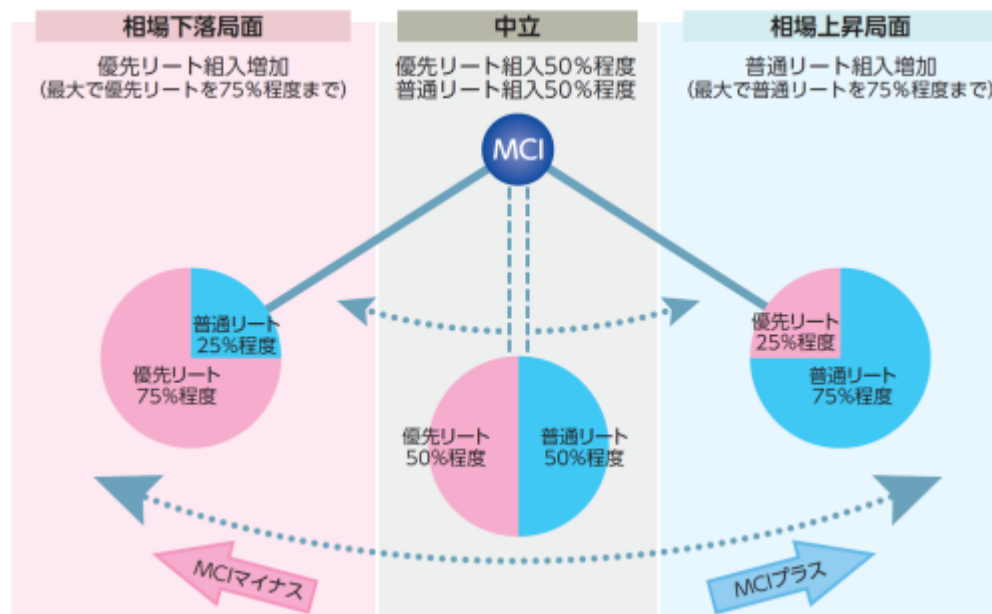 相場下落局面
優先リート組入増加
(最大で優先リートを75%程度まで)
中立
優先リート組入50%程度
普通リート組入50%程度
相場上昇局面
普通リート組入増加
(最大で普通リートを75%程度まで)
MCI
普通リート
25%程度
優先リート
75%程度
優先リート
50%程度
普通リート
50%程度
優先リート
25%程度
普通リート
75%程度
MCIマイナス
MCIプラス